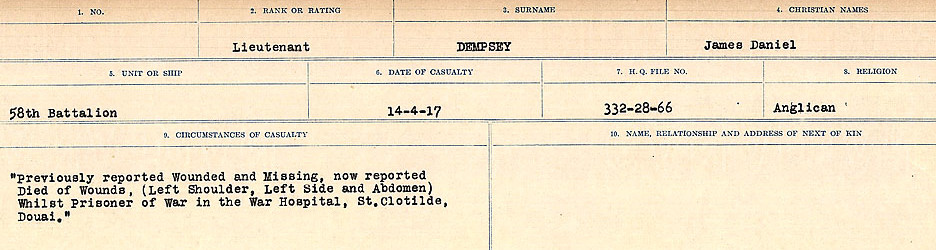 1. NO. 2. RANK OR RATING 3. SURNAME 4. CHRISTIAN NAMES
Lieutenant DEMPSEY James Daniel
5. UNIT OR SHIP 6. DATE OF CASUALTY 7. H. Q. FILE NO. 8. RELIGION
58th Battalion 14-4-17 332-28-66 Anglican
9. CIRCUMSTANCES OF CASUALTY 10. NAME, RELATIONSHIP AND ADDRESS OF NEXT OF KIN
"Previously reported Wounded and Missing, now reported
Died of Wounds, (Left Shoulder, Left Side and Abdomen)
Whilst Prisoner of War in the War Hospital, St.Clotilde,
Douai."